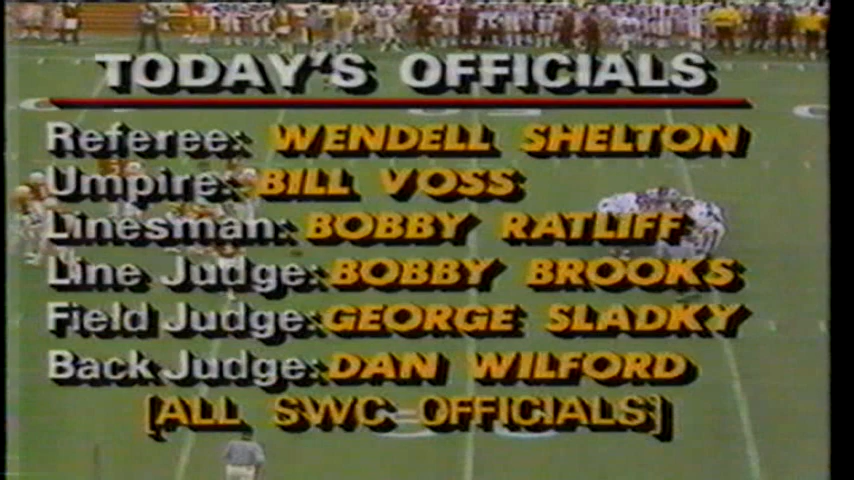 TODAY'S OFFICIALS
Referee: WENDELL SHELTON
Umpire: BILL VOSS
Linesman: BOBBY RATLIFF
Line Judge: BOBBY BROOKS
Field Judge: GEORGE SLADKY
Back Judge: DAN WILFORD
[ALL SWC OFFICIALS]